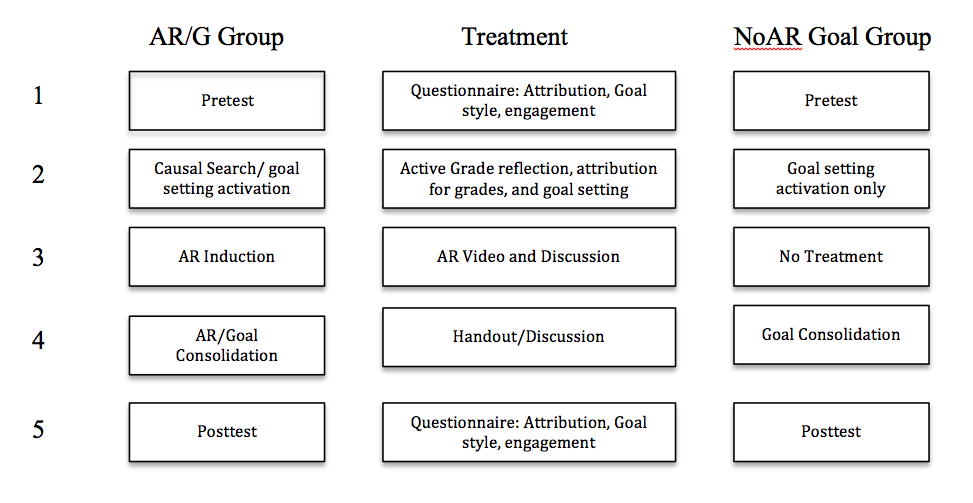 AR/G Group
Treatment
NoAR Goal Group
1
Pretest
Questionnaire: Attribution, Goal
style, engagement
Pretest
2
Causal Search/ goal
setting activation
Active Grade reflection, attribution
for grades, and goal setting
Goal setting
activation only
3
AR Induction
AR Video and Discussion
No Treatment
4
AR/Goal
Consolidation
Handout/Discussion
Goal Consolidation
5
Posttest
Questionnaire: Attribution, Goal
style, engagement
Posttest